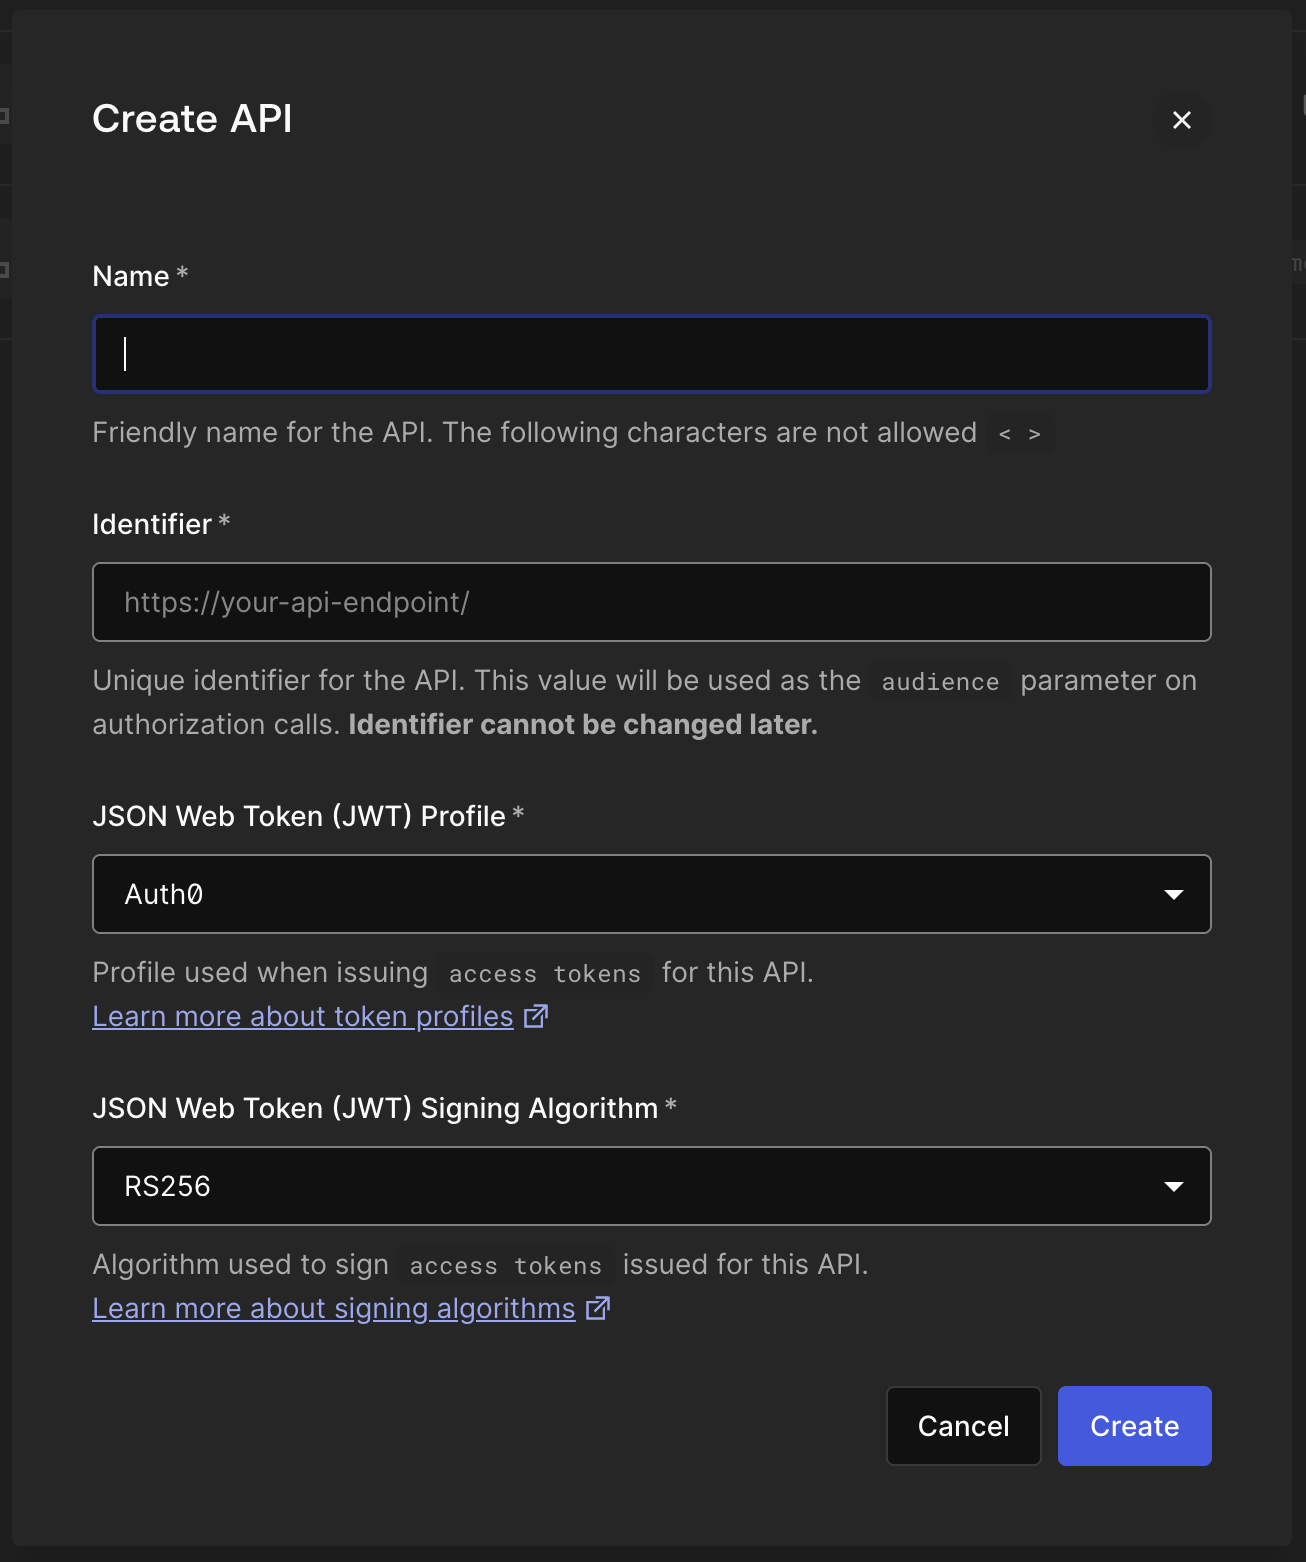 Create API
Name *
Friendly name for the API. The following characters are not allowed < >
Identifier *
https://your-api-endpoint/
Unique identifier for the API. This value will be used as the audience parameter on
authorization calls. Identifier cannot be changed later.
JSON Web Token (JWT) Profile *
Auth0
Profile used when issuing access tokens for this API.
Learn more about token profiles
JSON Web Token (JWT) Signing Algorithm *
RS256
Algorithm used to sign access tokens issued for this API.
Learn more about signing algorithms
Cancel
Create